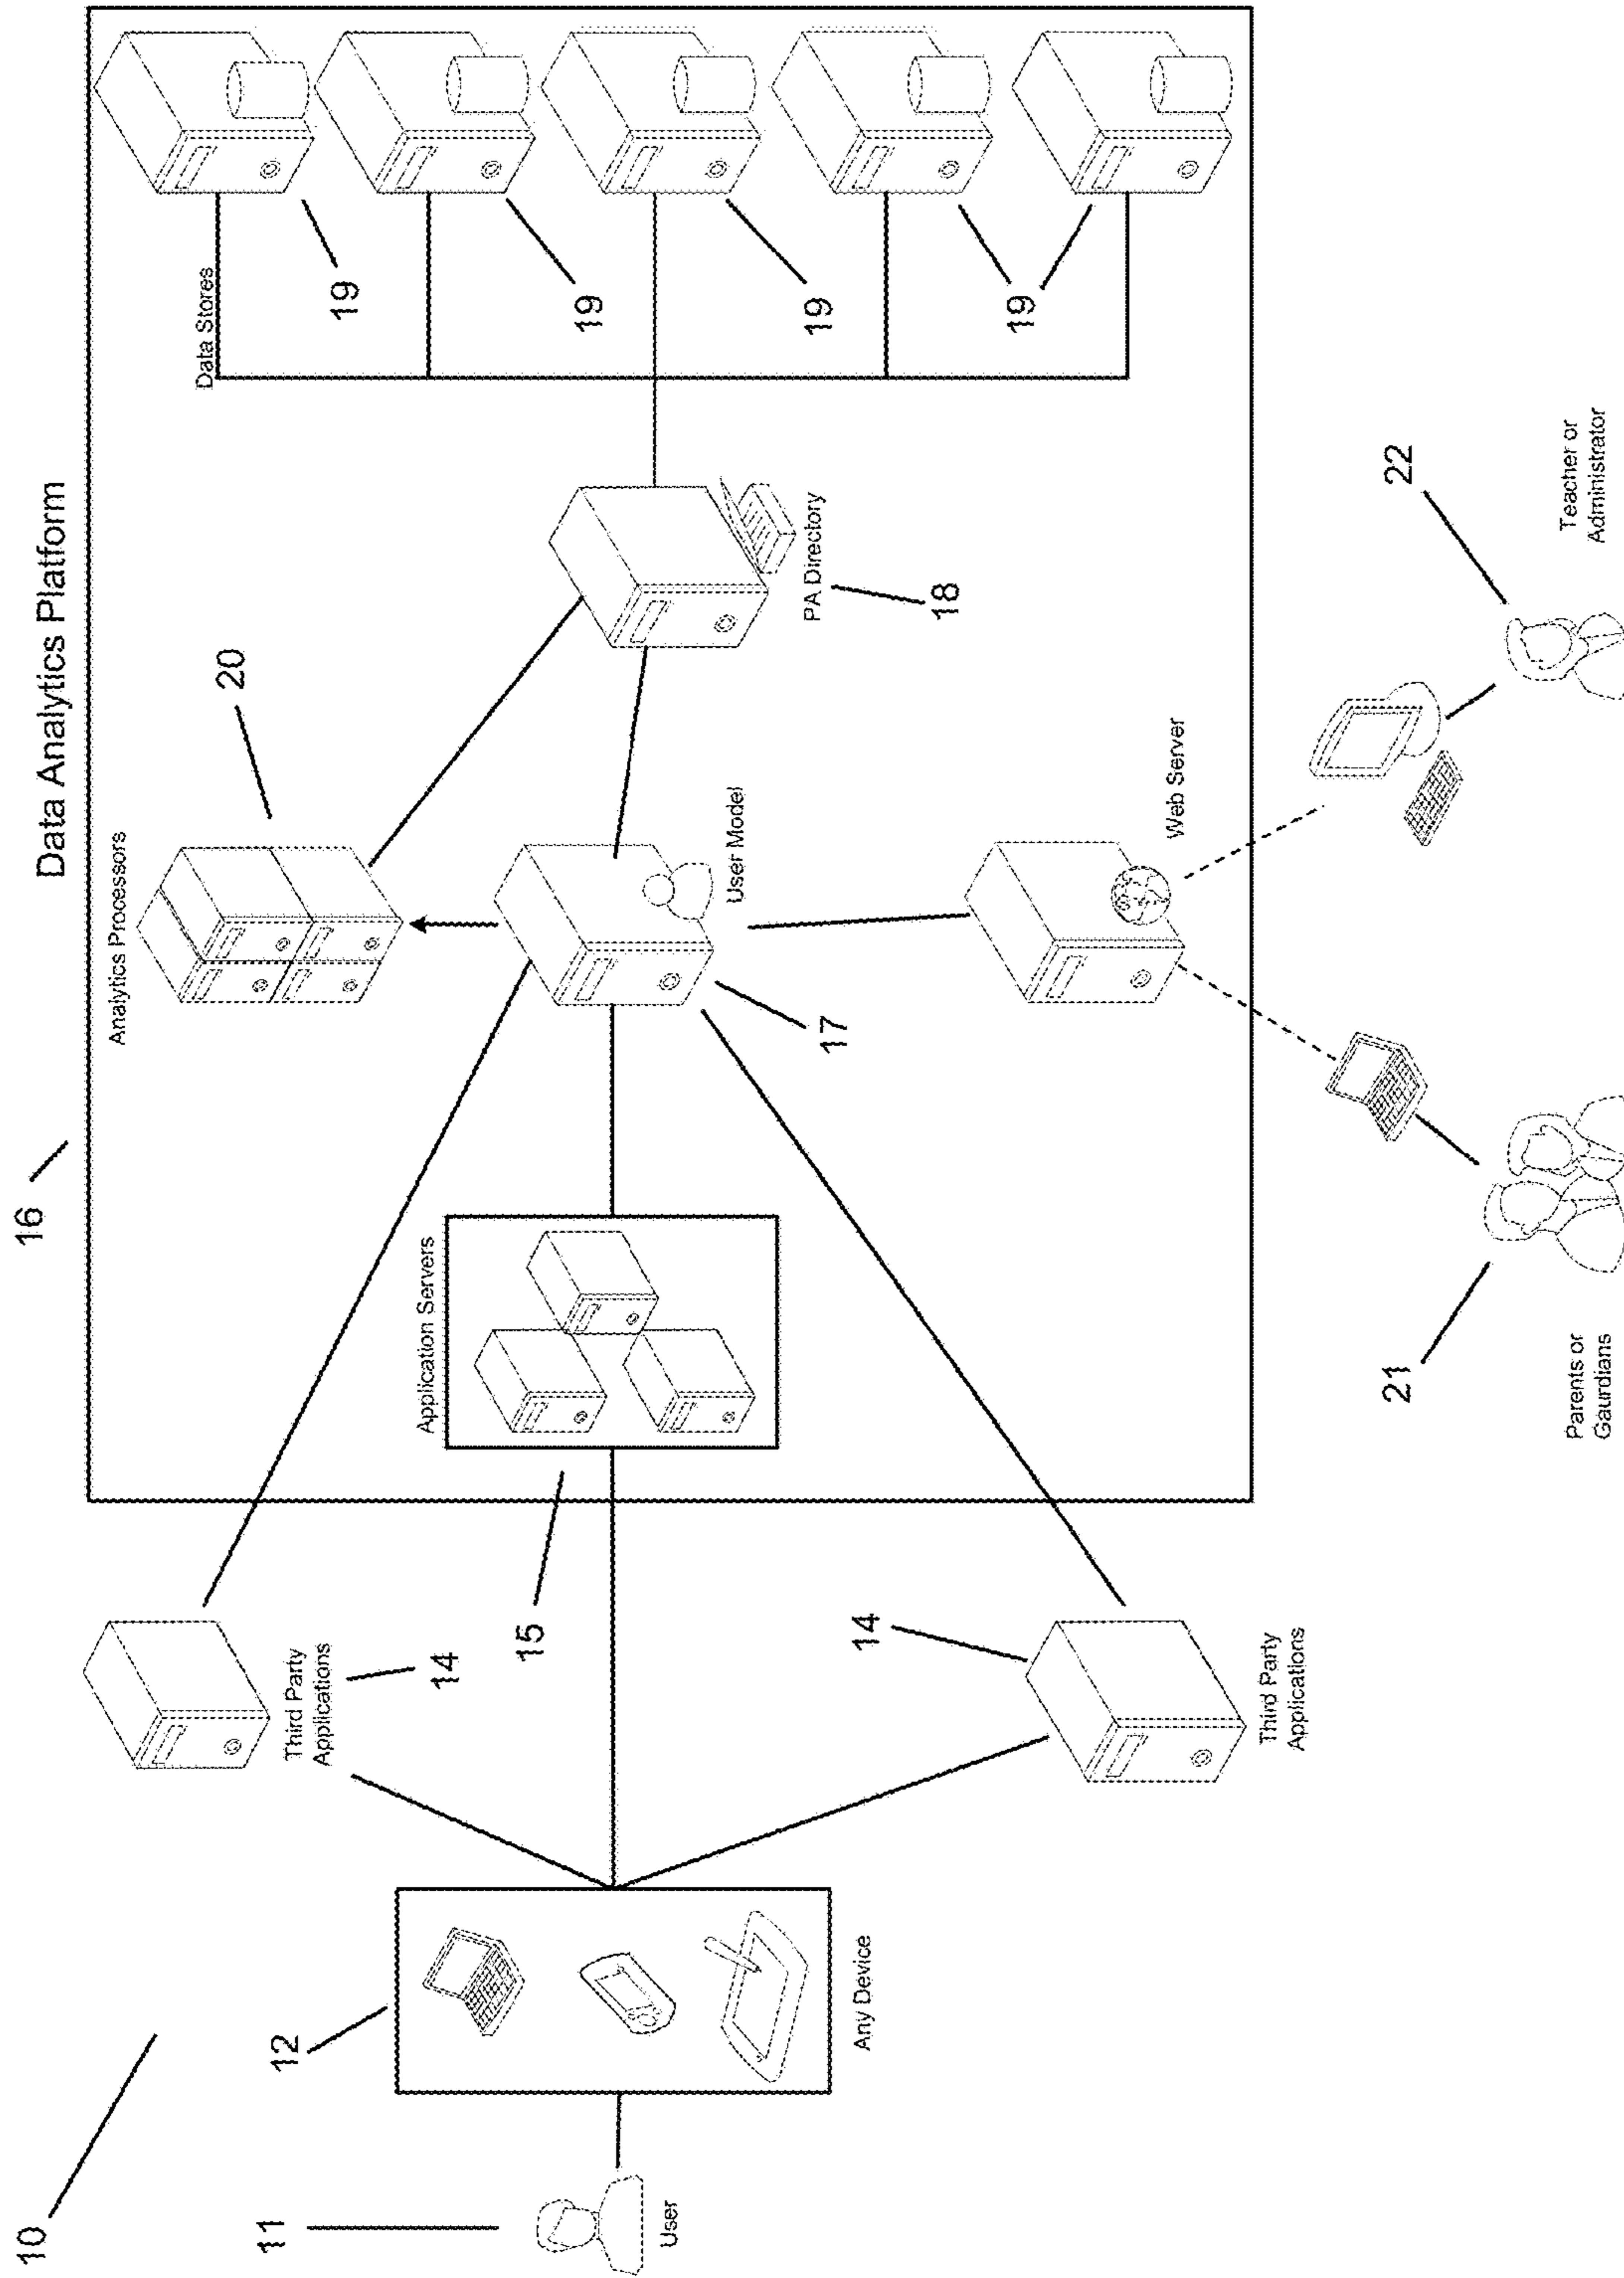 10
16
Data Analytics Platform
Analytics Processors
Data Stores
20
11
12
Third Party
Applications
19
Application Servers
14
15
19
User
User Model
PA Directory
19
17
Any Device
14
18
19
Web Server
Third Party
Applications
21
22
Parents or
Gaurdians
Teacher or
Administrator